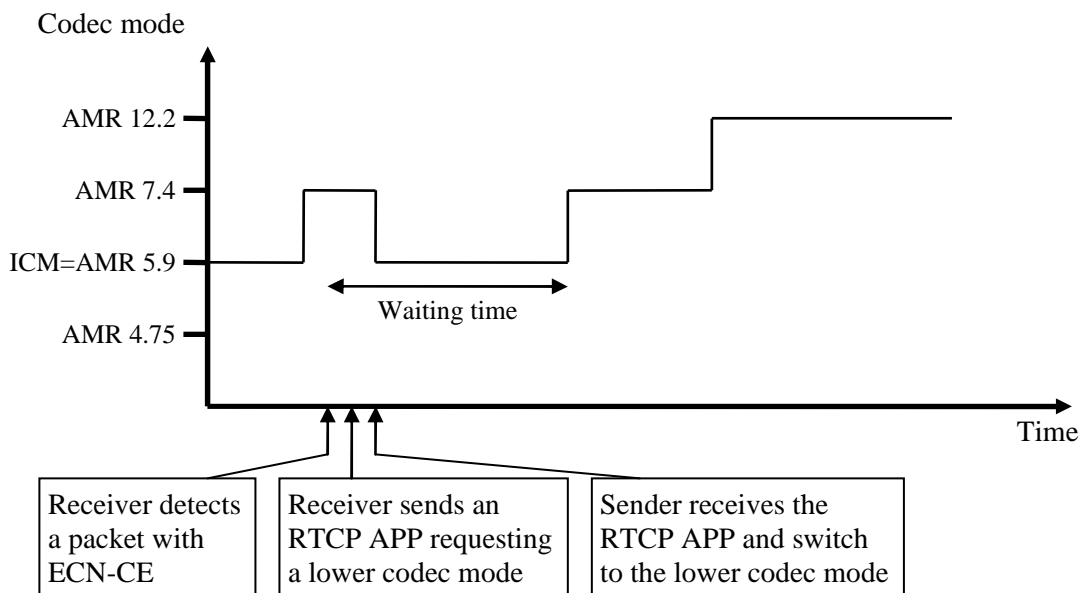 Codec mode
AMR 12.2
AMR 7.4
ICM=AMR 5.9
AMR 4.75
Waiting time
Time
Receiver detects
a packet with
ECN-CE
Receiver sends an
RTCP APP requesting
a lower codec mode
Sender receives the
RTCP APP and switch
to the lower codec mode